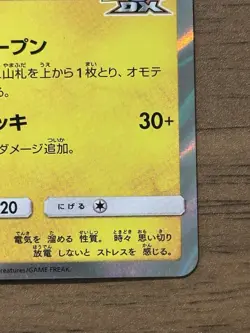 ープン
山札を上から1枚とり、オモテ
る。
ッキ 30+
ダメージ追加。
20 にげる
電気を 溜める 性質。 時々 思い切り
放電 しないと ストレスを 感じる。
eatures/GAME FREAK.